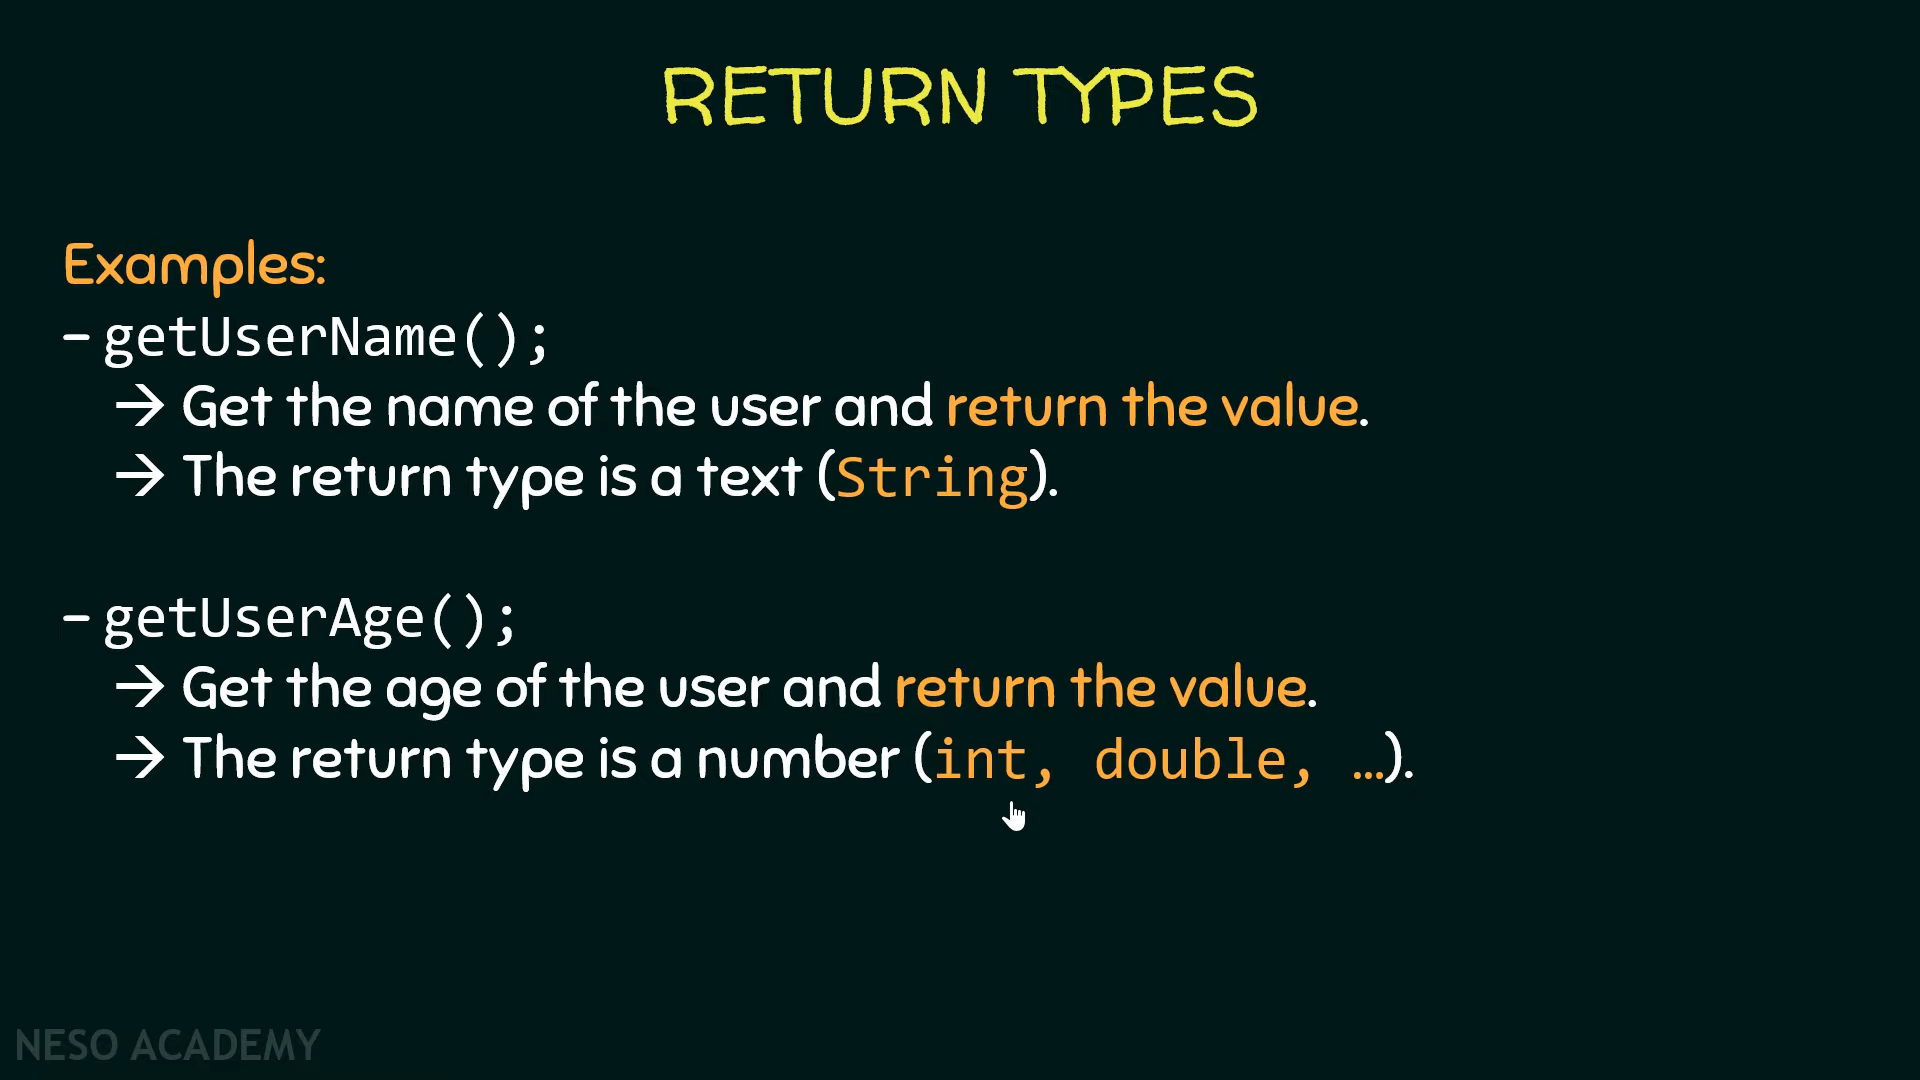 RETURN TYPES
Examples:
– getUserName();
→ Get the name of the user and return the value.
→ The return type is a text (String).
– getUserAge();
→ Get the age of the user and return the value.
→ The return type is a number (int, double, …).
NESO ACADEMY